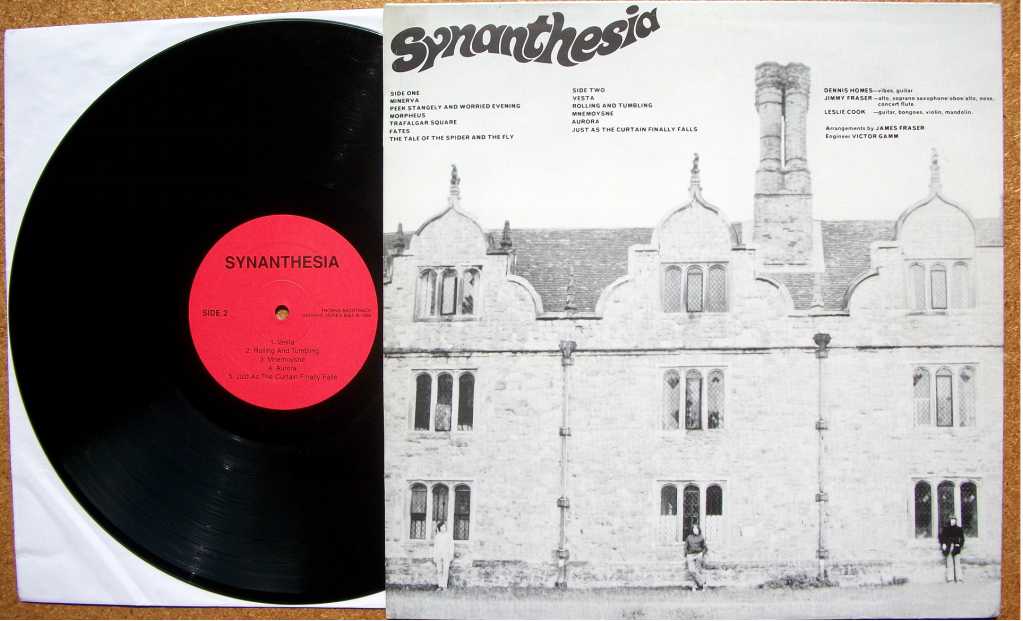 Synanthesia
SIDE ONE
MINERVA
PEEK STANGELY AND WORRIED EVENING
MORPHEUS
TRAFALGAR SQUARE
FATES
THE TALE OF THE SPIDER AND THE FLY
SIDE TWO
VESTA
ROLLING AND TUMBLING
MNEMOYSNE
AURORA
JUST AS THE CURTAIN FINALLY FALLS
DENNIS HOMES—vibes, guitar
JIMMY FRASER—alto, soprano saxophone/oboe/alto, nose,
concert flute
LESLIE COOK —guitar, bongoes, violin, mandolin.
Arrangements by JAMES FRASER
Engineer VICTOR GAMM
SYNANTHESIA
SIDE 2
1. Vesta
2. Rolling And Tumbling
3. Mnemoysne
4. Aurora
5. Just As The Curtain Finally Falls